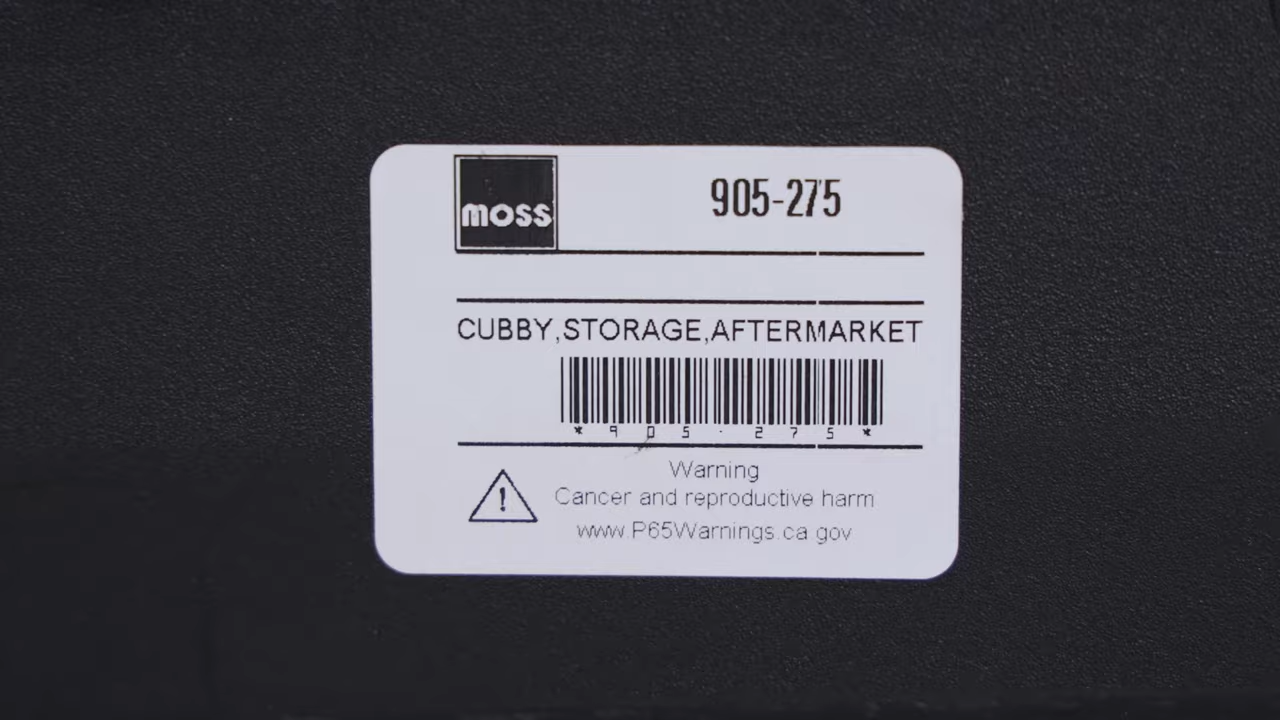 moss
905-275
CUBBY,STORAGE,AFTERMARKET
*905-275*
Warning
Cancer and reproductive harm
www.P65Warnings.ca.gov